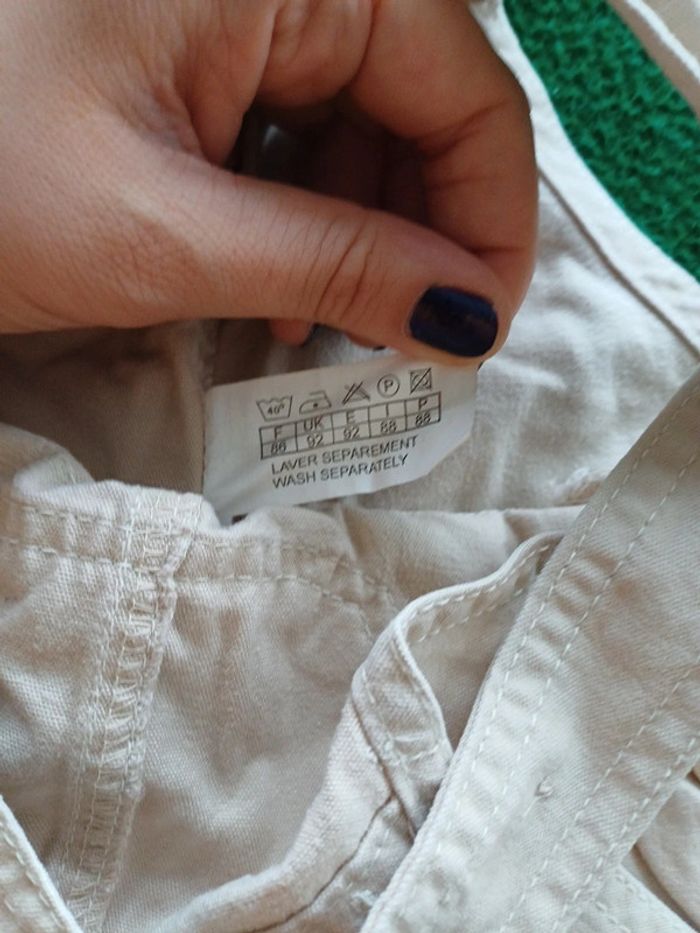 40° P
F UK E I P
86 92 92 88 88
LAVER SEPAREMENT
WASH SEPARATELY